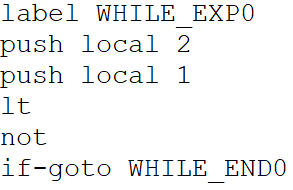 label WHILE_EXP0
push local 2
push local 1
lt
not
if-goto WHILE_END0